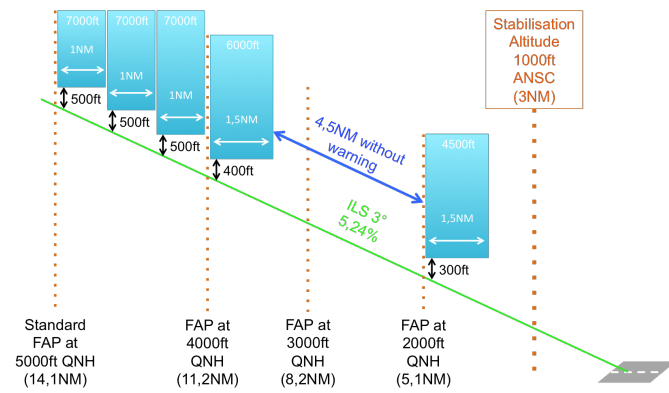 7000ft
7000ft
7000ft
6000ft
4500ft
1NM
1NM
1NM
1,5NM
1,5NM
500ft
500ft
500ft
400ft
300ft
4,5NM without
warning
ILS 3°
5,24%
Stabilisation
Altitude
1000ft
ANSC
(3NM)
Standard
FAP at
5000ft QNH
(14,1NM)
FAP at
4000ft
QNH
(11,2NM)
FAP at
3000ft
QNH
(8,2NM)
FAP at
2000ft
QNH
(5,1NM)